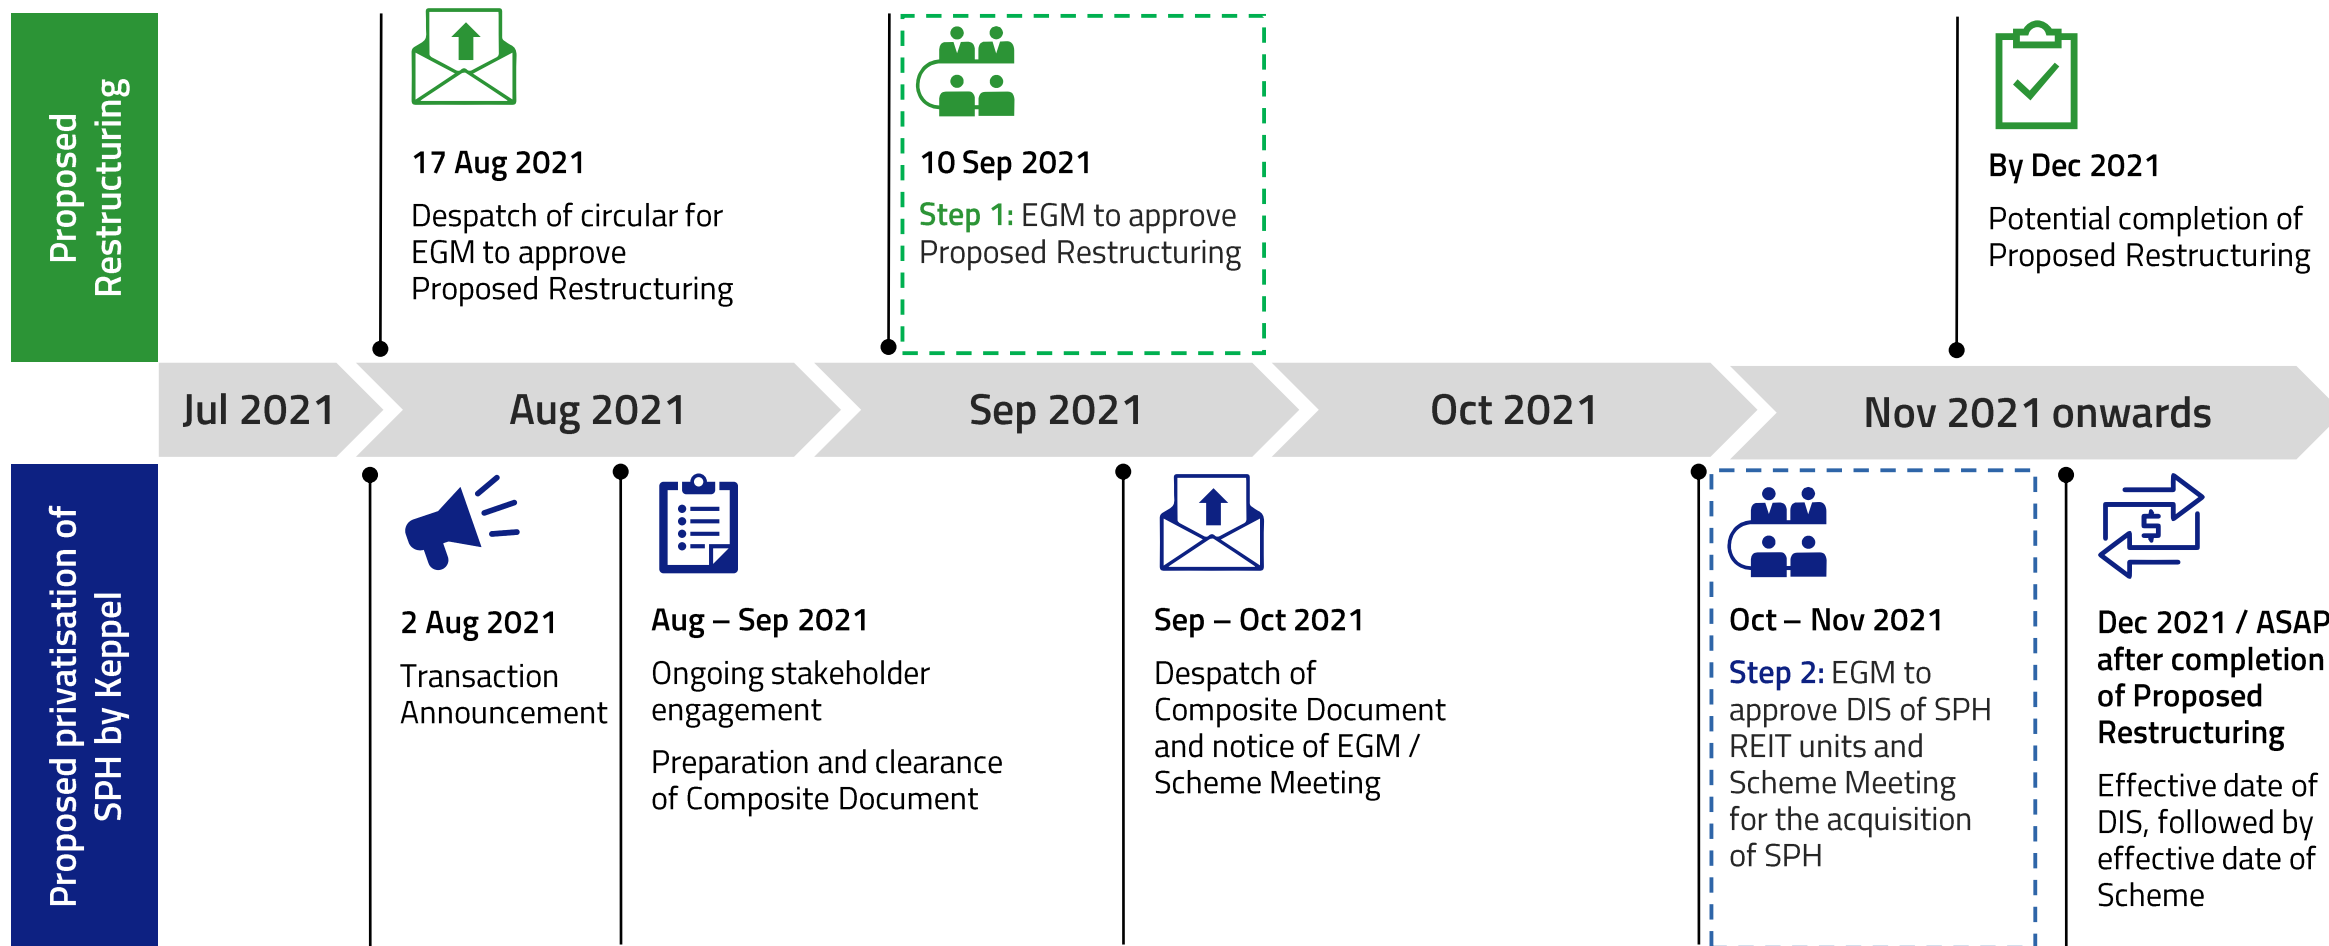 Proposed
Restructuring
17 Aug 2021
Despatch of circular for
EGM to approve
Proposed Restructuring
10 Sep 2021
Step 1: EGM to approve
Proposed Restructuring
By Dec 2021
Potential completion of
Proposed Restructuring
Jul 2021
Aug 2021
Sep 2021
Oct 2021
Nov 2021 onwards
Proposed privatisation of
SPH by Keppel
2 Aug 2021
Transaction
Announcement
Aug – Sep 2021
Ongoing stakeholder
engagement
Preparation and clearance
of Composite Document
Sep – Oct 2021
Despatch of
Composite Document
and notice of EGM /
Scheme Meeting
Oct – Nov 2021
Step 2: EGM to
approve DIS of SPH
REIT units and
Scheme Meeting
for the acquisition
of SPH
$
Dec 2021 / ASAP
after completion
of Proposed
Restructuring
Effective date of
DIS, followed by
effective date of
Scheme